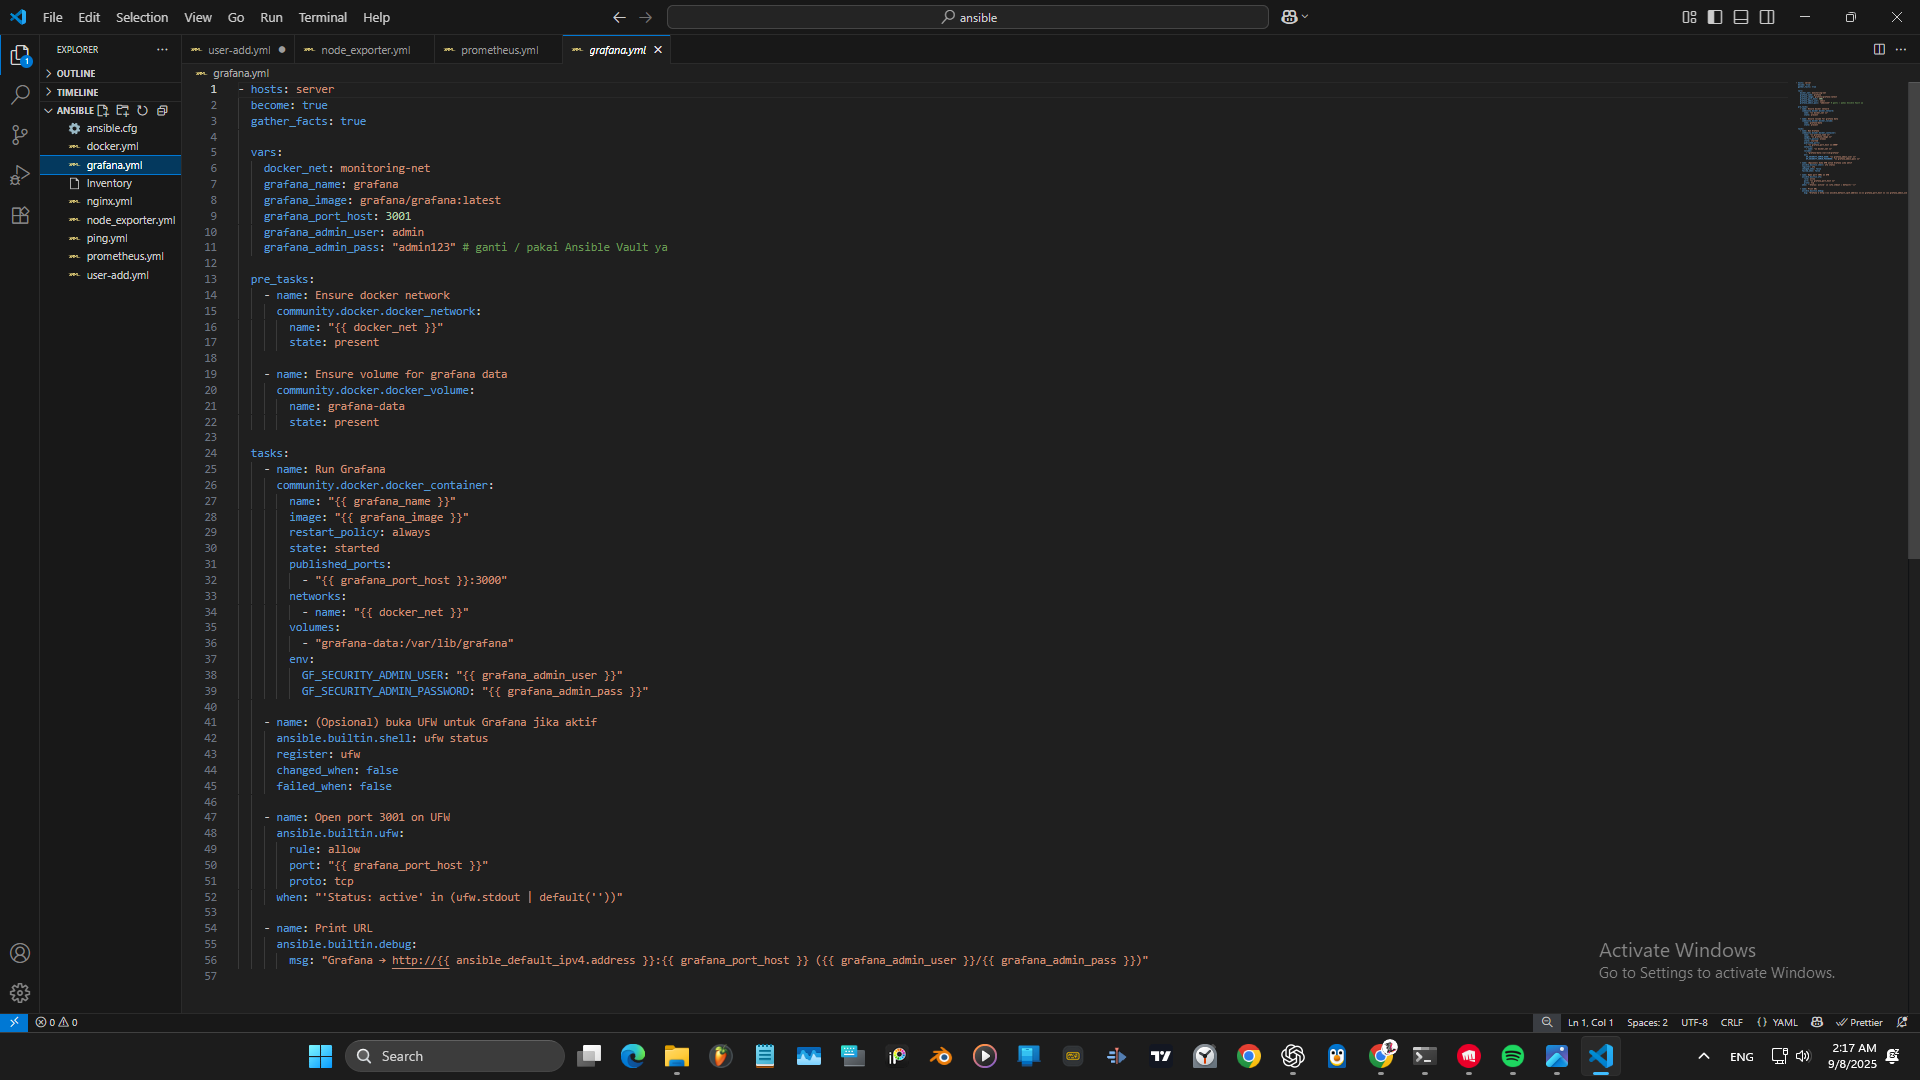 File Edit Selection View Go Run Terminal Help
ansible
EXPLORER
OUTLINE
TIMELINE
ANSIBLE
ansible.cfg
docker.yml
grafana.yml
Inventory
nginx.yml
node_exporter.yml
ping.yml
prometheus.yml
user-add.yml
1
user-add.yml node_exporter.yml prometheus.yml grafana.yml
grafana.yml
1 - hosts: server
2 become: true
3 gather_facts: true
4
5 vars:
6 docker_net: monitoring-net
7 grafana_name: grafana
8 grafana_image: grafana/grafana:latest
9 grafana_port_host: 3001
10 grafana_admin_user: admin
11 grafana_admin_pass: "admin123" # ganti / pakai Ansible Vault ya
12
13 pre_tasks:
14 - name: Ensure docker network
15 community.docker.docker_network:
16 name: "{{ docker_net }}"
17 state: present
18
19 - name: Ensure volume for grafana data
20 community.docker.docker_volume:
21 name: grafana-data
22 state: present
23
24 tasks:
25 - name: Run Grafana
26 community.docker.docker_container:
27 name: "{{ grafana_name }}"
28 image: "{{ grafana_image }}"
29 restart_policy: always
30 state: started
31 published_ports:
32 - "{{ grafana_port_host }}:3000"
33 networks:
34 - name: "{{ docker_net }}"
35 volumes:
36 - "grafana-data:/var/lib/grafana"
37 env:
38 GF_SECURITY_ADMIN_USER: "{{ grafana_admin_user }}"
39 GF_SECURITY_ADMIN_PASSWORD: "{{ grafana_admin_pass }}"
40
41 - name: (Opsional) buka UFW untuk Grafana jika aktif
42 ansible.builtin.shell: ufw status
43 register: ufw
44 changed_when: false
45 failed_when: false
46
47 - name: Open port 3001 on UFW
48 ansible.builtin.ufw:
49 rule: allow
50 port: "{{ grafana_port_host }}"
51 proto: tcp
52 when: "'Status: active' in (ufw.stdout | default(''))"
53
54 - name: Print URL
55 ansible.builtin.debug:
56 msg: "Grafana → http://{{ ansible_default_ipv4.address }}:{{ grafana_port_host }} ({{ grafana_admin_user }}/{{ grafana_admin_pass }})"
57
Activate Windows
Go to Settings to activate Windows.
0 0
Ln 1, Col 1 Spaces: 2 UTF-8 CRLF {} YAML Prettier
Search
ENG
2:17 AM
9/8/2025